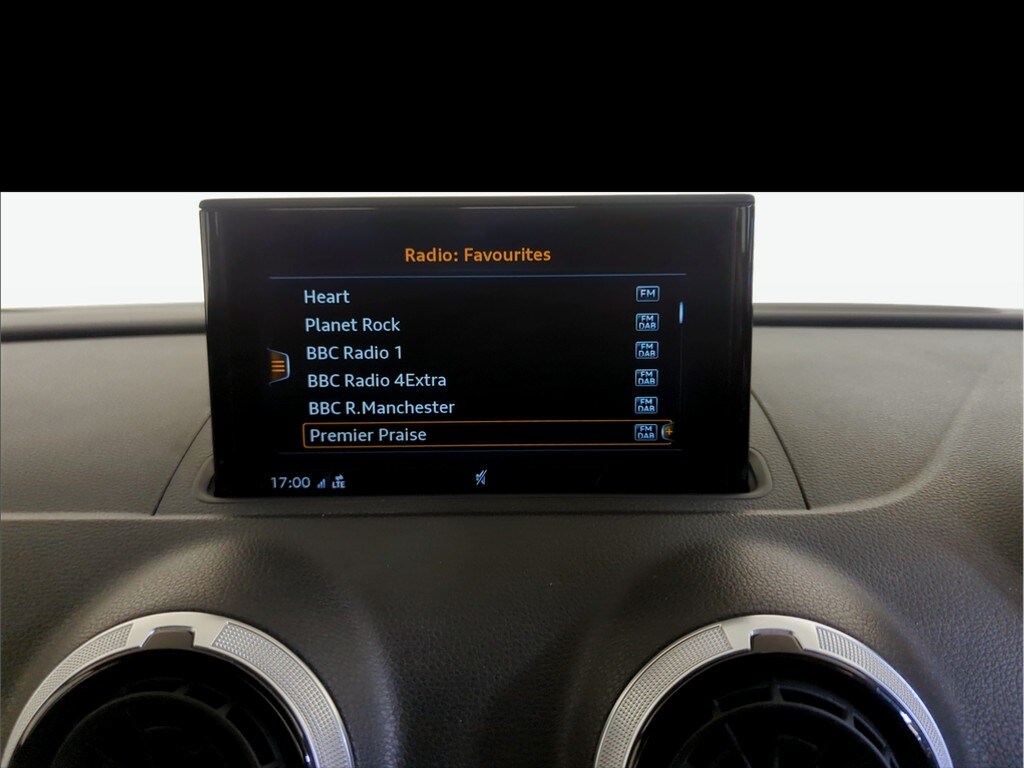 Radio: Favourites
Heart FM
Planet Rock FM DAB
BBC Radio 1 FM DAB
BBC Radio 4Extra FM DAB
BBC R.Manchester FM DAB
Premier Praise FM DAB
17:00 LTE